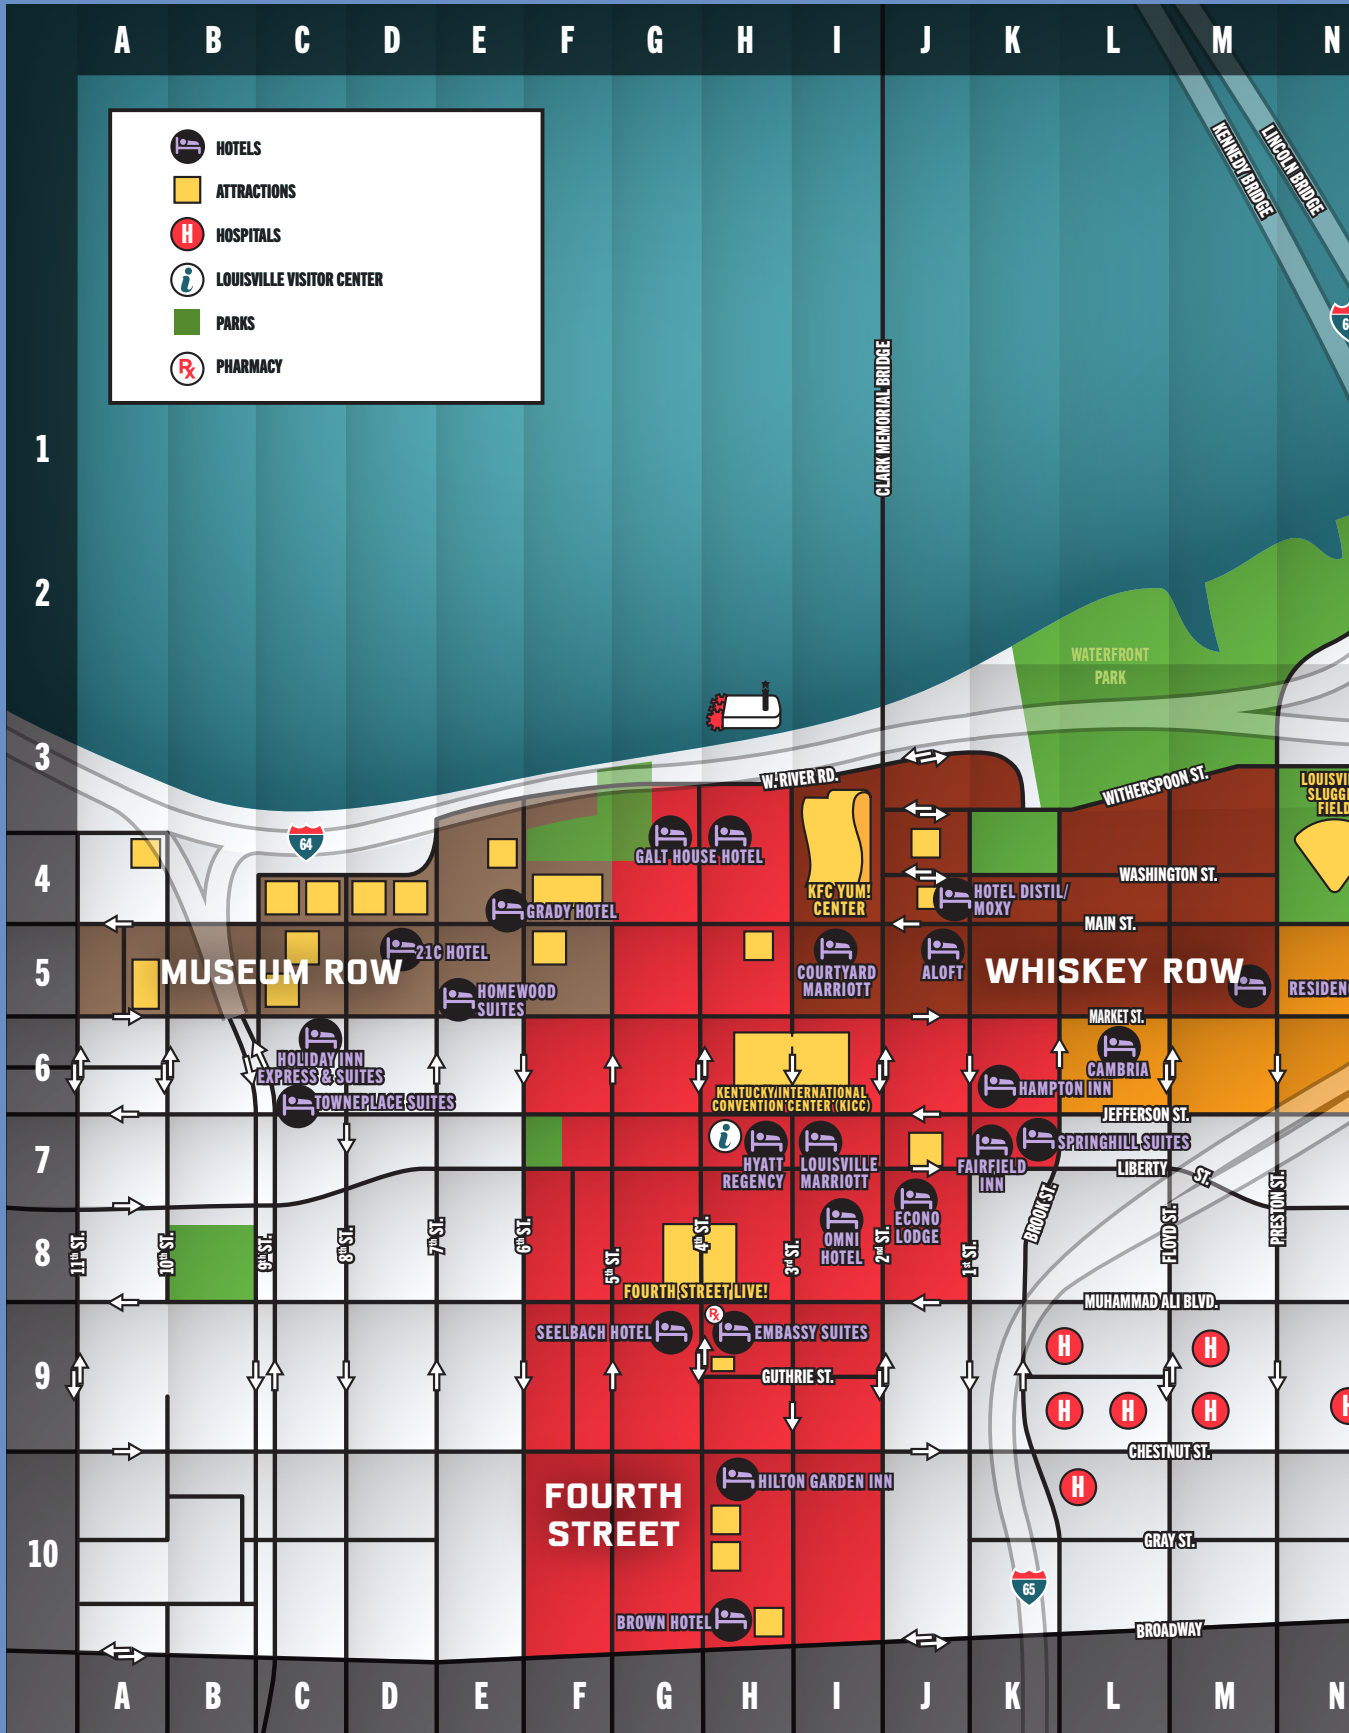 A B C D E F G H I J K L M N
HOTELS
ATTRACTIONS
H HOSPITALS
i LOUISVILLE VISITOR CENTER
PARKS
Rx PHARMACY
KENNEDY BRIDGE
LINCOLN BRIDGE
CLARK MEMORIAL BRIDGE
1
2
WATERFRONT
PARK
3
W. RIVER RD.
WITHERSPOON ST.
64
4
GALT HOUSE HOTEL
KFC YUM!
CENTER
WASHINGTON ST.
HOTEL DISTIL/
MOXY
GRADY HOTEL
MAIN ST.
5
MUSEUM ROW
21C HOTEL
HOMEWOOD
SUITES
COURTYARD
MARRIOTT
ALOFT
WHISKEY ROW
MARKET ST.
6
HOLIDAY INN
EXPRESS & SUITES
TOWNEPLACE SUITES
KENTUCKY INTERNATIONAL
CONVENTION CENTER (KICC)
CAMBRIA
HAMPTON INN
JEFFERSON ST.
7
i
HYATT
REGENCY
LOUISVILLE
MARRIOTT
FAIRFIELD
INN
SPRINGHILL SUITES
LIBERTY ST.
8
11th ST.
10th ST.
9th ST.
8th ST.
7th ST.
6th ST.
5th ST.
4th ST.
3rd ST.
2nd ST.
1st ST.
BROOK ST.
FLOYD ST.
PRESTON ST.
OMNI
HOTEL
ECONO
LODGE
FOURTH STREET LIVE!
MUHAMMAD ALI BLVD.
9
SEELBACH HOTEL
Rx
EMBASSY SUITES
GUTHRIE ST.
H H
H H H
CHESTNUT ST.
10
FOURTH
STREET
HILTON GARDEN INN
H
GRAY ST.
65
BROWN HOTEL
BROADWAY
A B C D E F G H I J K L M N